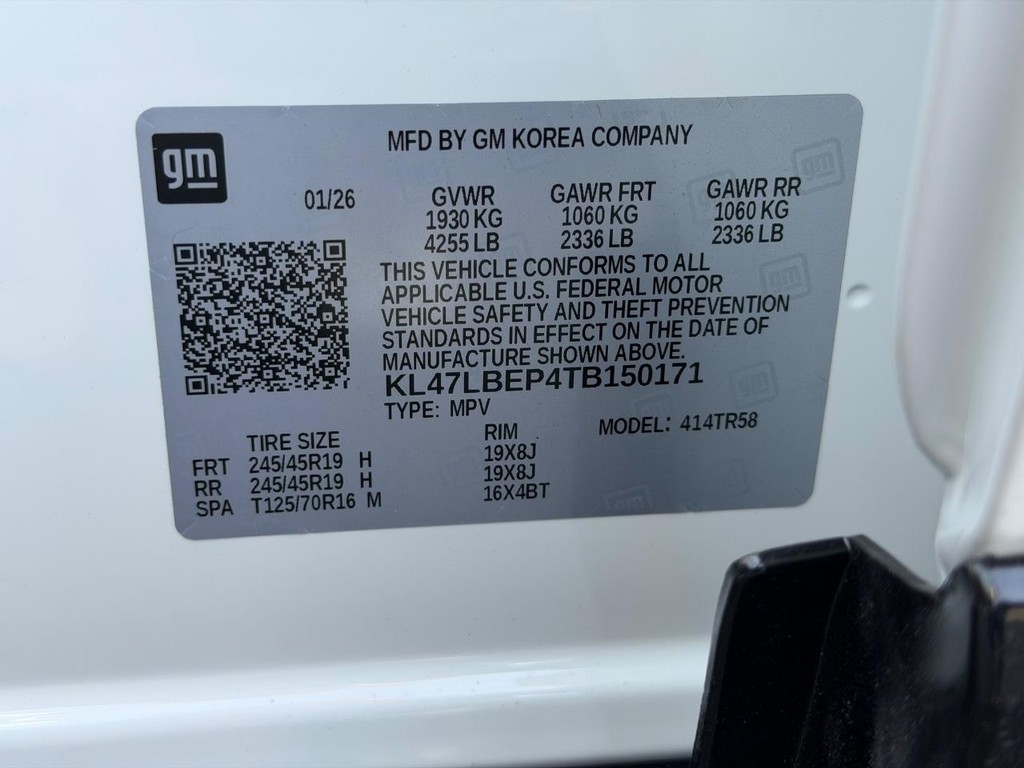 gm
MFD BY GM KOREA COMPANY
01/26 GVWR GAWR FRT GAWR RR
1930 KG 1060 KG 1060 KG
4255 LB 2336 LB 2336 LB
THIS VEHICLE CONFORMS TO ALL
APPLICABLE U.S. FEDERAL MOTOR
VEHICLE SAFETY AND THEFT PREVENTION
STANDARDS IN EFFECT ON THE DATE OF
MANUFACTURE SHOWN ABOVE.
KL47LBEP4TB150171
TYPE: MPV
MODEL: 414TR58
TIRE SIZE RIM
FRT 245/45R19 H 19X8J
RR 245/45R19 H 19X8J
SPA T125/70R16 M 16X4BT
gm
gm
gm